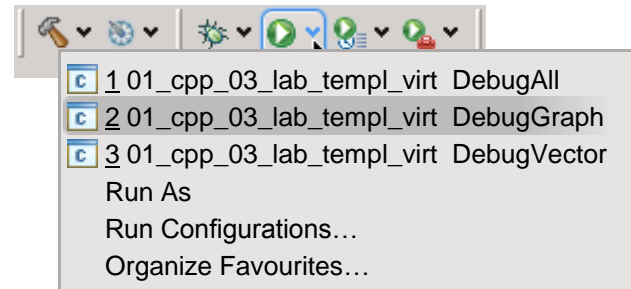 1 01_cpp_03_lab_templ_virt DebugAll
2 01_cpp_03_lab_templ_virt DebugGraph
3 01_cpp_03_lab_templ_virt DebugVector
Run As
Run Configurations…
Organize Favourites…